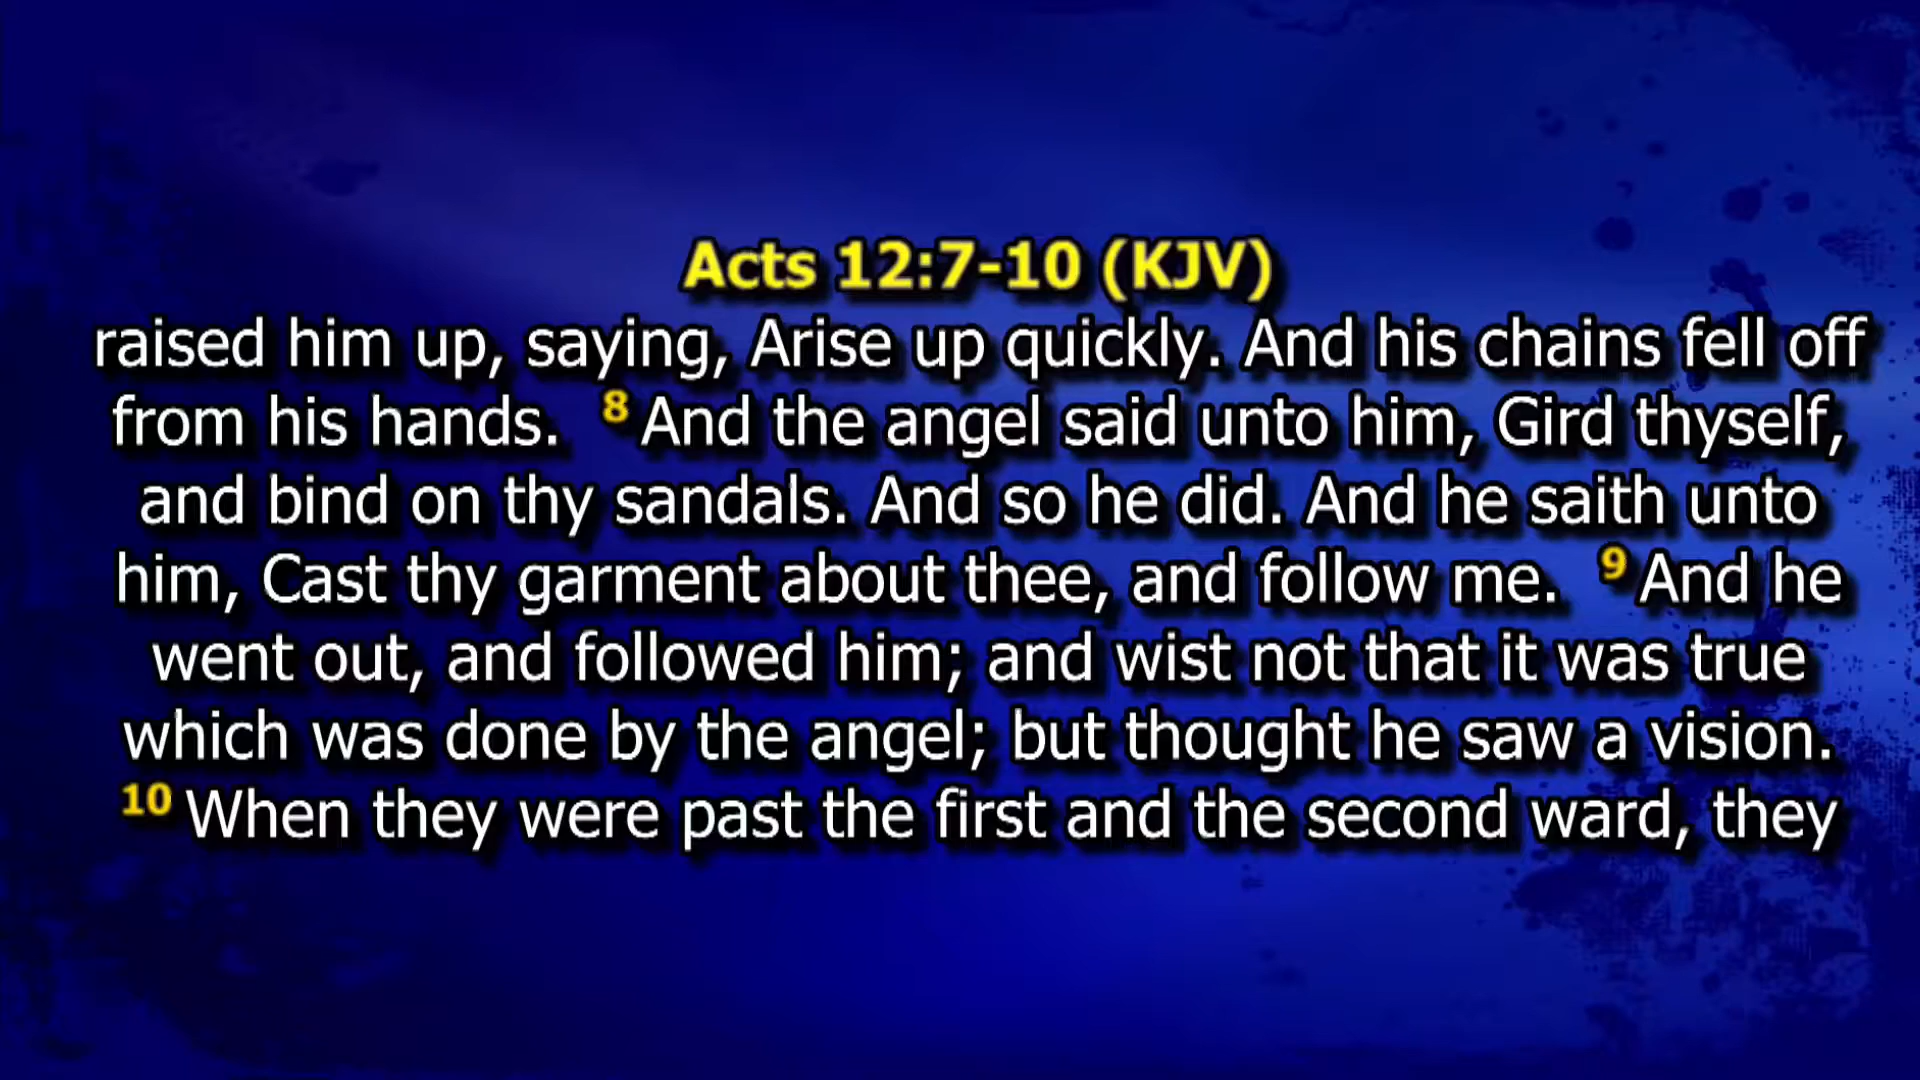 Acts 12:7-10 (KJV)
raised him up, saying, Arise up quickly. And his chains fell off
from his hands. 8 And the angel said unto him, Gird thyself,
and bind on thy sandals. And so he did. And he saith unto
him, Cast thy garment about thee, and follow me. 9 And he
went out, and followed him; and wist not that it was true
which was done by the angel; but thought he saw a vision.
10 When they were past the first and the second ward, they